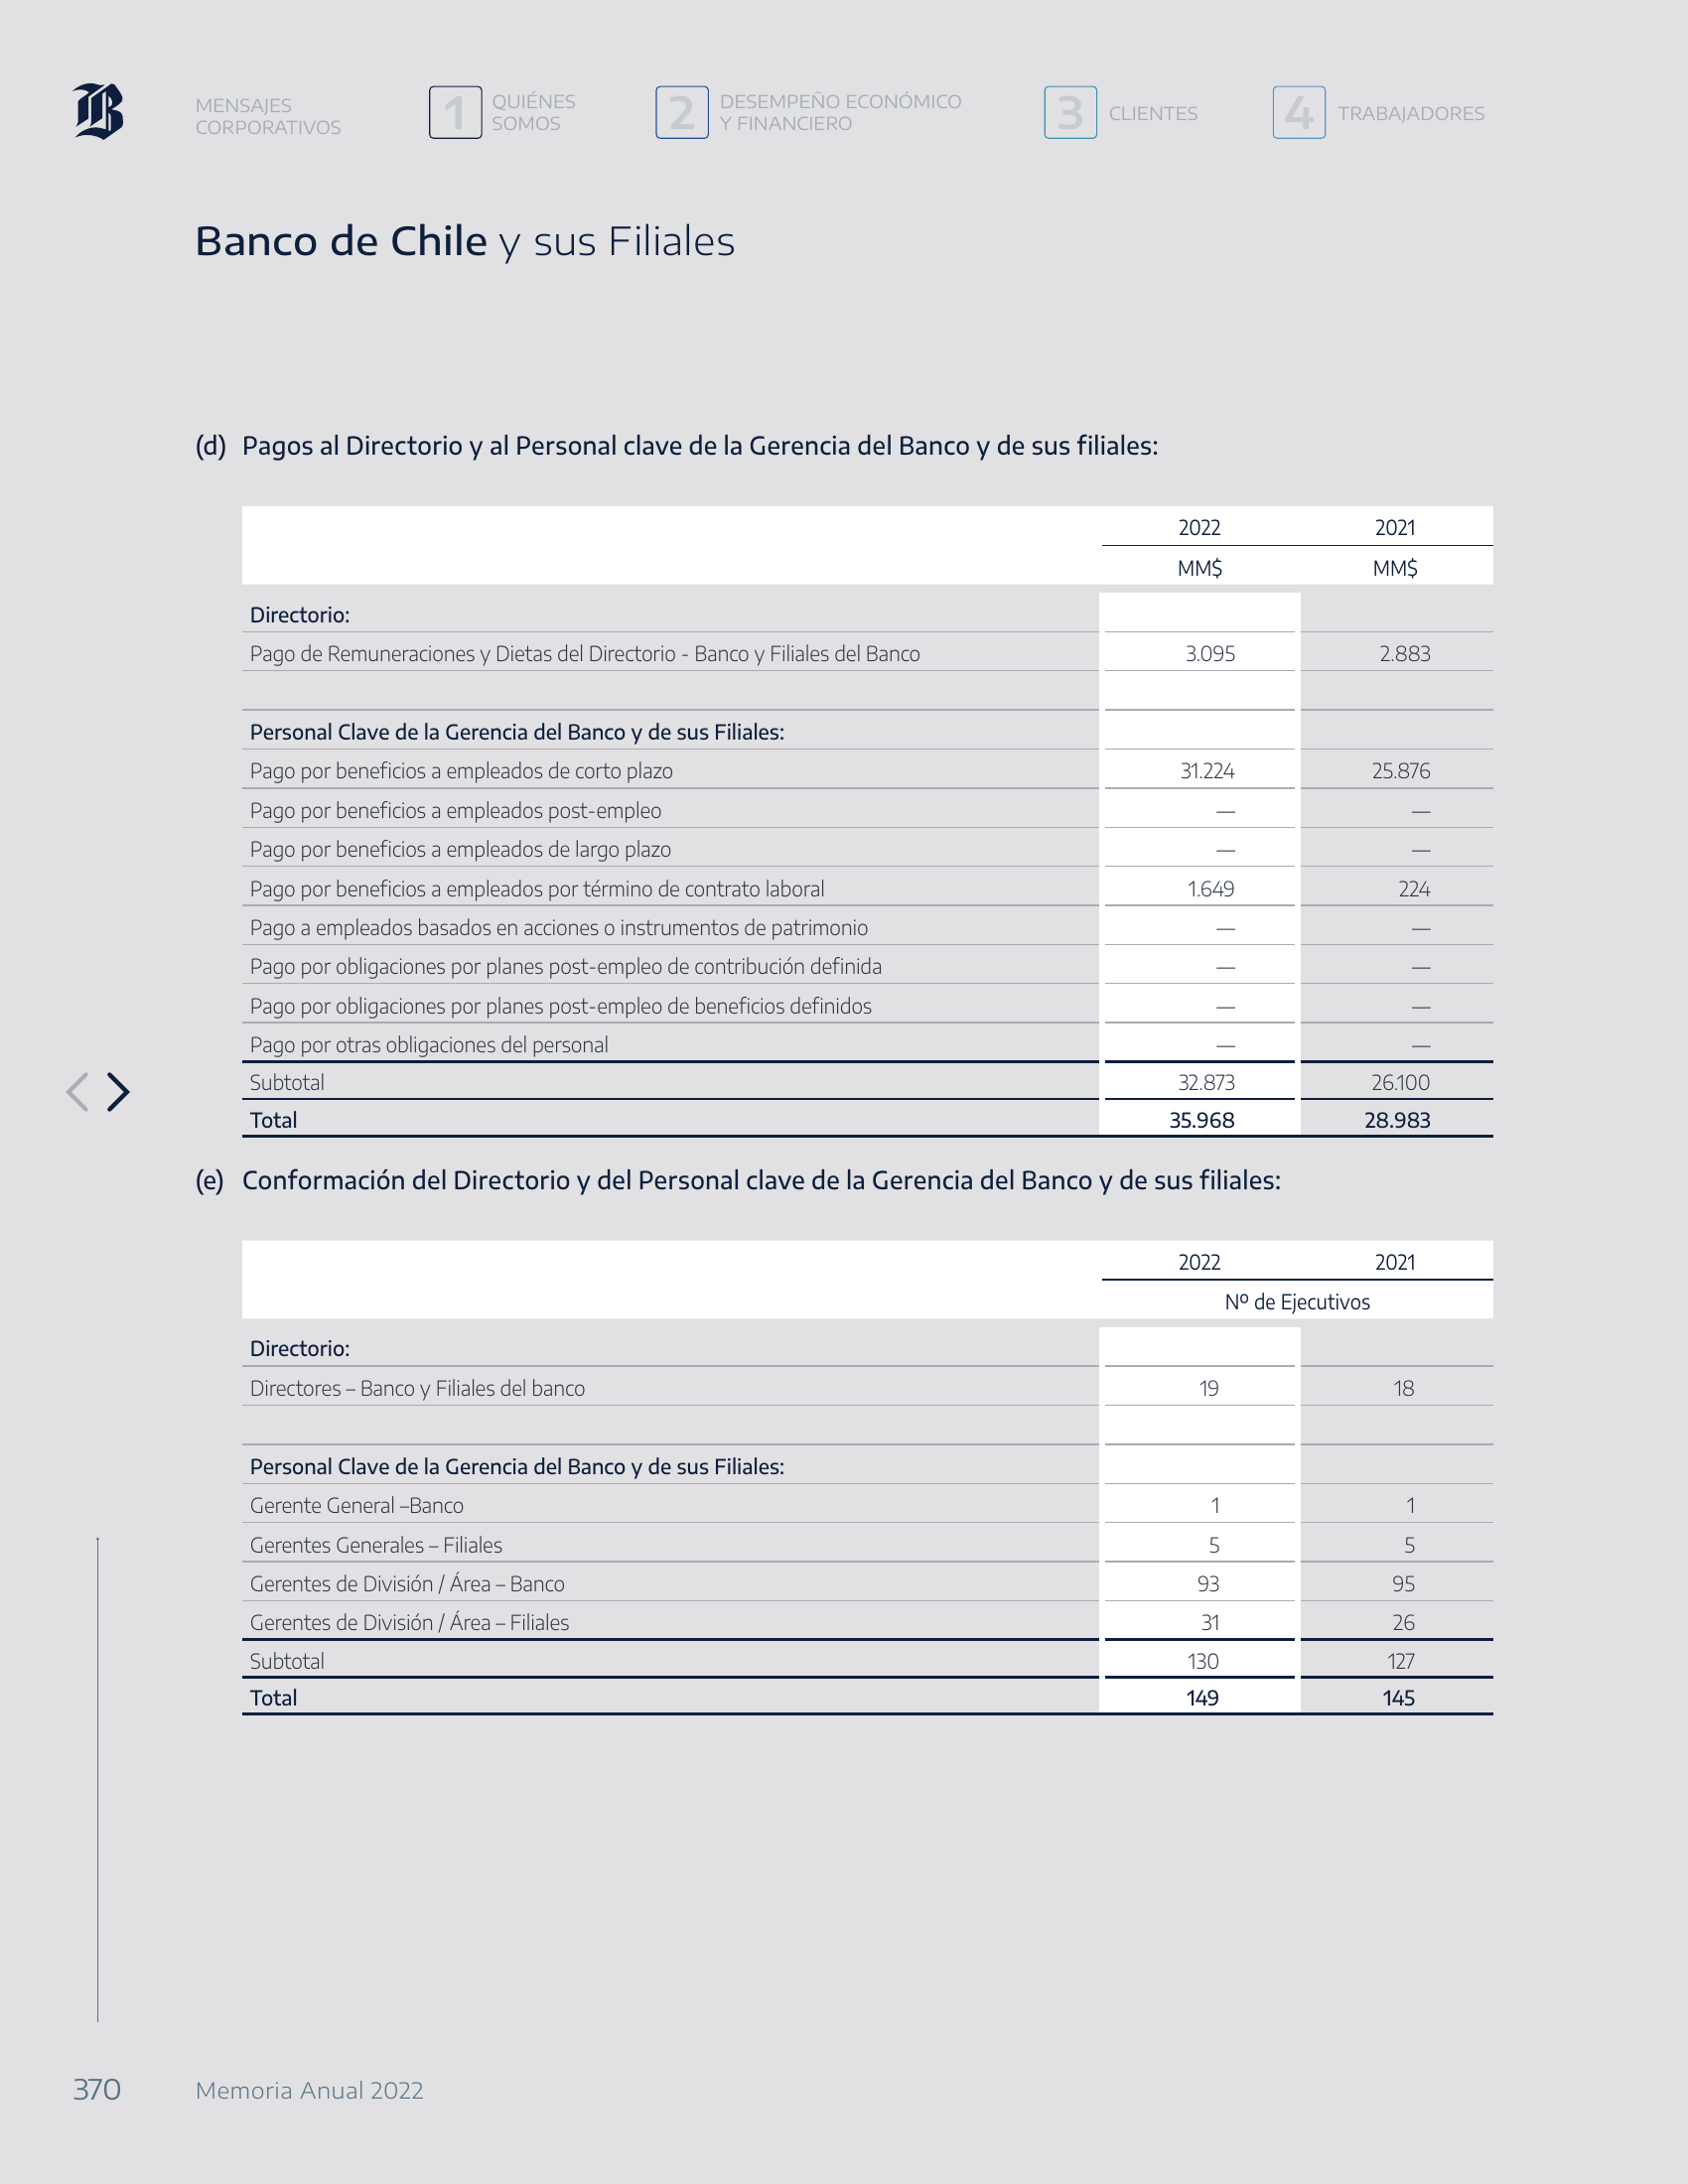 B
MENSAJES
CORPORATIVOS
1
QUIÉNES
SOMOS
2
DESEMPEÑO ECONÓMICO
Y FINANCIERO
3 CLIENTES
4 TRABAJADORES
Banco de Chile y sus Filiales
(d) Pagos al Directorio y al Personal clave de la Gerencia del Banco y de sus filiales:
2022 2021
MM$ MM$
Directorio:
Pago de Remuneraciones y Dietas del Directorio - Banco y Filiales del Banco 3.095 2.883
Personal Clave de la Gerencia del Banco y de sus Filiales:
Pago por beneficios a empleados de corto plazo 31.224 25.876
Pago por beneficios a empleados post-empleo — —
Pago por beneficios a empleados de largo plazo — —
Pago por beneficios a empleados por término de contrato laboral 1.649 224
Pago a empleados basados en acciones o instrumentos de patrimonio — —
Pago por obligaciones por planes post-empleo de contribución definida — —
Pago por obligaciones por planes post-empleo de beneficios definidos — —
Pago por otras obligaciones del personal — —
Subtotal 32.873 26.100
Total 35.968 28.983
(e) Conformación del Directorio y del Personal clave de la Gerencia del Banco y de sus filiales:
2022 2021
Nº de Ejecutivos
Directorio:
Directores – Banco y Filiales del banco 19 18
Personal Clave de la Gerencia del Banco y de sus Filiales:
Gerente General –Banco 1 1
Gerentes Generales – Filiales 5 5
Gerentes de División / Área – Banco 93 95
Gerentes de División / Área – Filiales 31 26
Subtotal 130 127
Total 149 145
370 Memoria Anual 2022